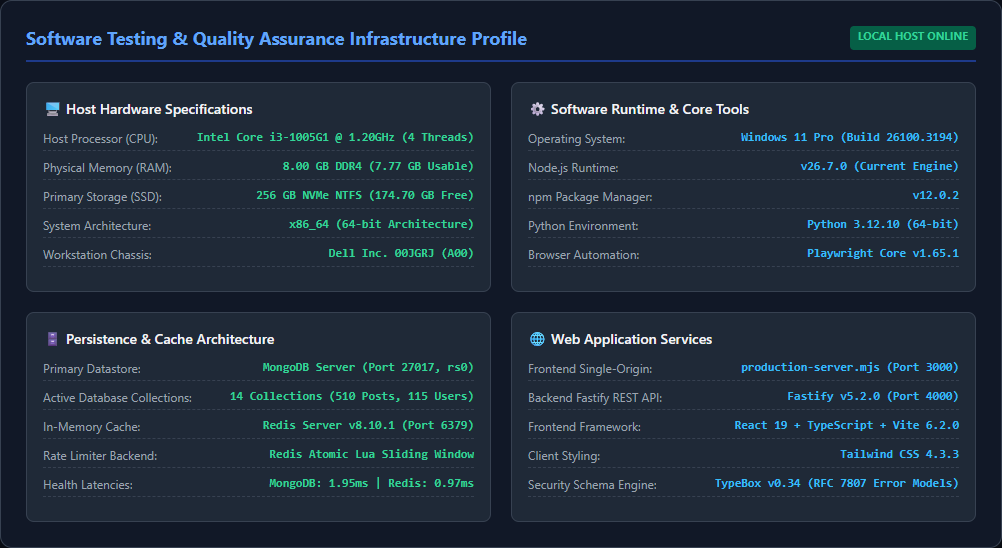 Software Testing & Quality Assurance Infrastructure Profile
LOCAL HOST ONLINE
Host Hardware Specifications
Host Processor (CPU): Intel Core i3-1005G1 @ 1.20GHz (4 Threads)
Physical Memory (RAM): 8.00 GB DDR4 (7.77 GB Usable)
Primary Storage (SSD): 256 GB NVMe NTFS (174.70 GB Free)
System Architecture: x86_64 (64-bit Architecture)
Workstation Chassis: Dell Inc. 00JGRJ (A00)
Software Runtime & Core Tools
Operating System: Windows 11 Pro (Build 26100.3194)
Node.js Runtime: v26.7.0 (Current Engine)
npm Package Manager: v12.0.2
Python Environment: Python 3.12.10 (64-bit)
Browser Automation: Playwright Core v1.65.1
Persistence & Cache Architecture
Primary Datastore: MongoDB Server (Port 27017, rs0)
Active Database Collections: 14 Collections (510 Posts, 115 Users)
In-Memory Cache: Redis Server v8.10.1 (Port 6379)
Rate Limiter Backend: Redis Atomic Lua Sliding Window
Health Latencies: MongoDB: 1.95ms | Redis: 0.97ms
Web Application Services
Frontend Single-Origin: production-server.mjs (Port 3000)
Backend Fastify REST API: Fastify v5.2.0 (Port 4000)
Frontend Framework: React 19 + TypeScript + Vite 6.2.0
Client Styling: Tailwind CSS 4.3.3
Security Schema Engine: TypeBox v0.34 (RFC 7807 Error Models)